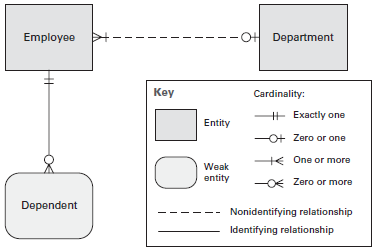 Employee
Department
Dependent
Key
Entity
Weak
entity
Cardinality:
Exactly one
Zero or one
One or more
Zero or more
Nonidentifying relationship
Identifying relationship